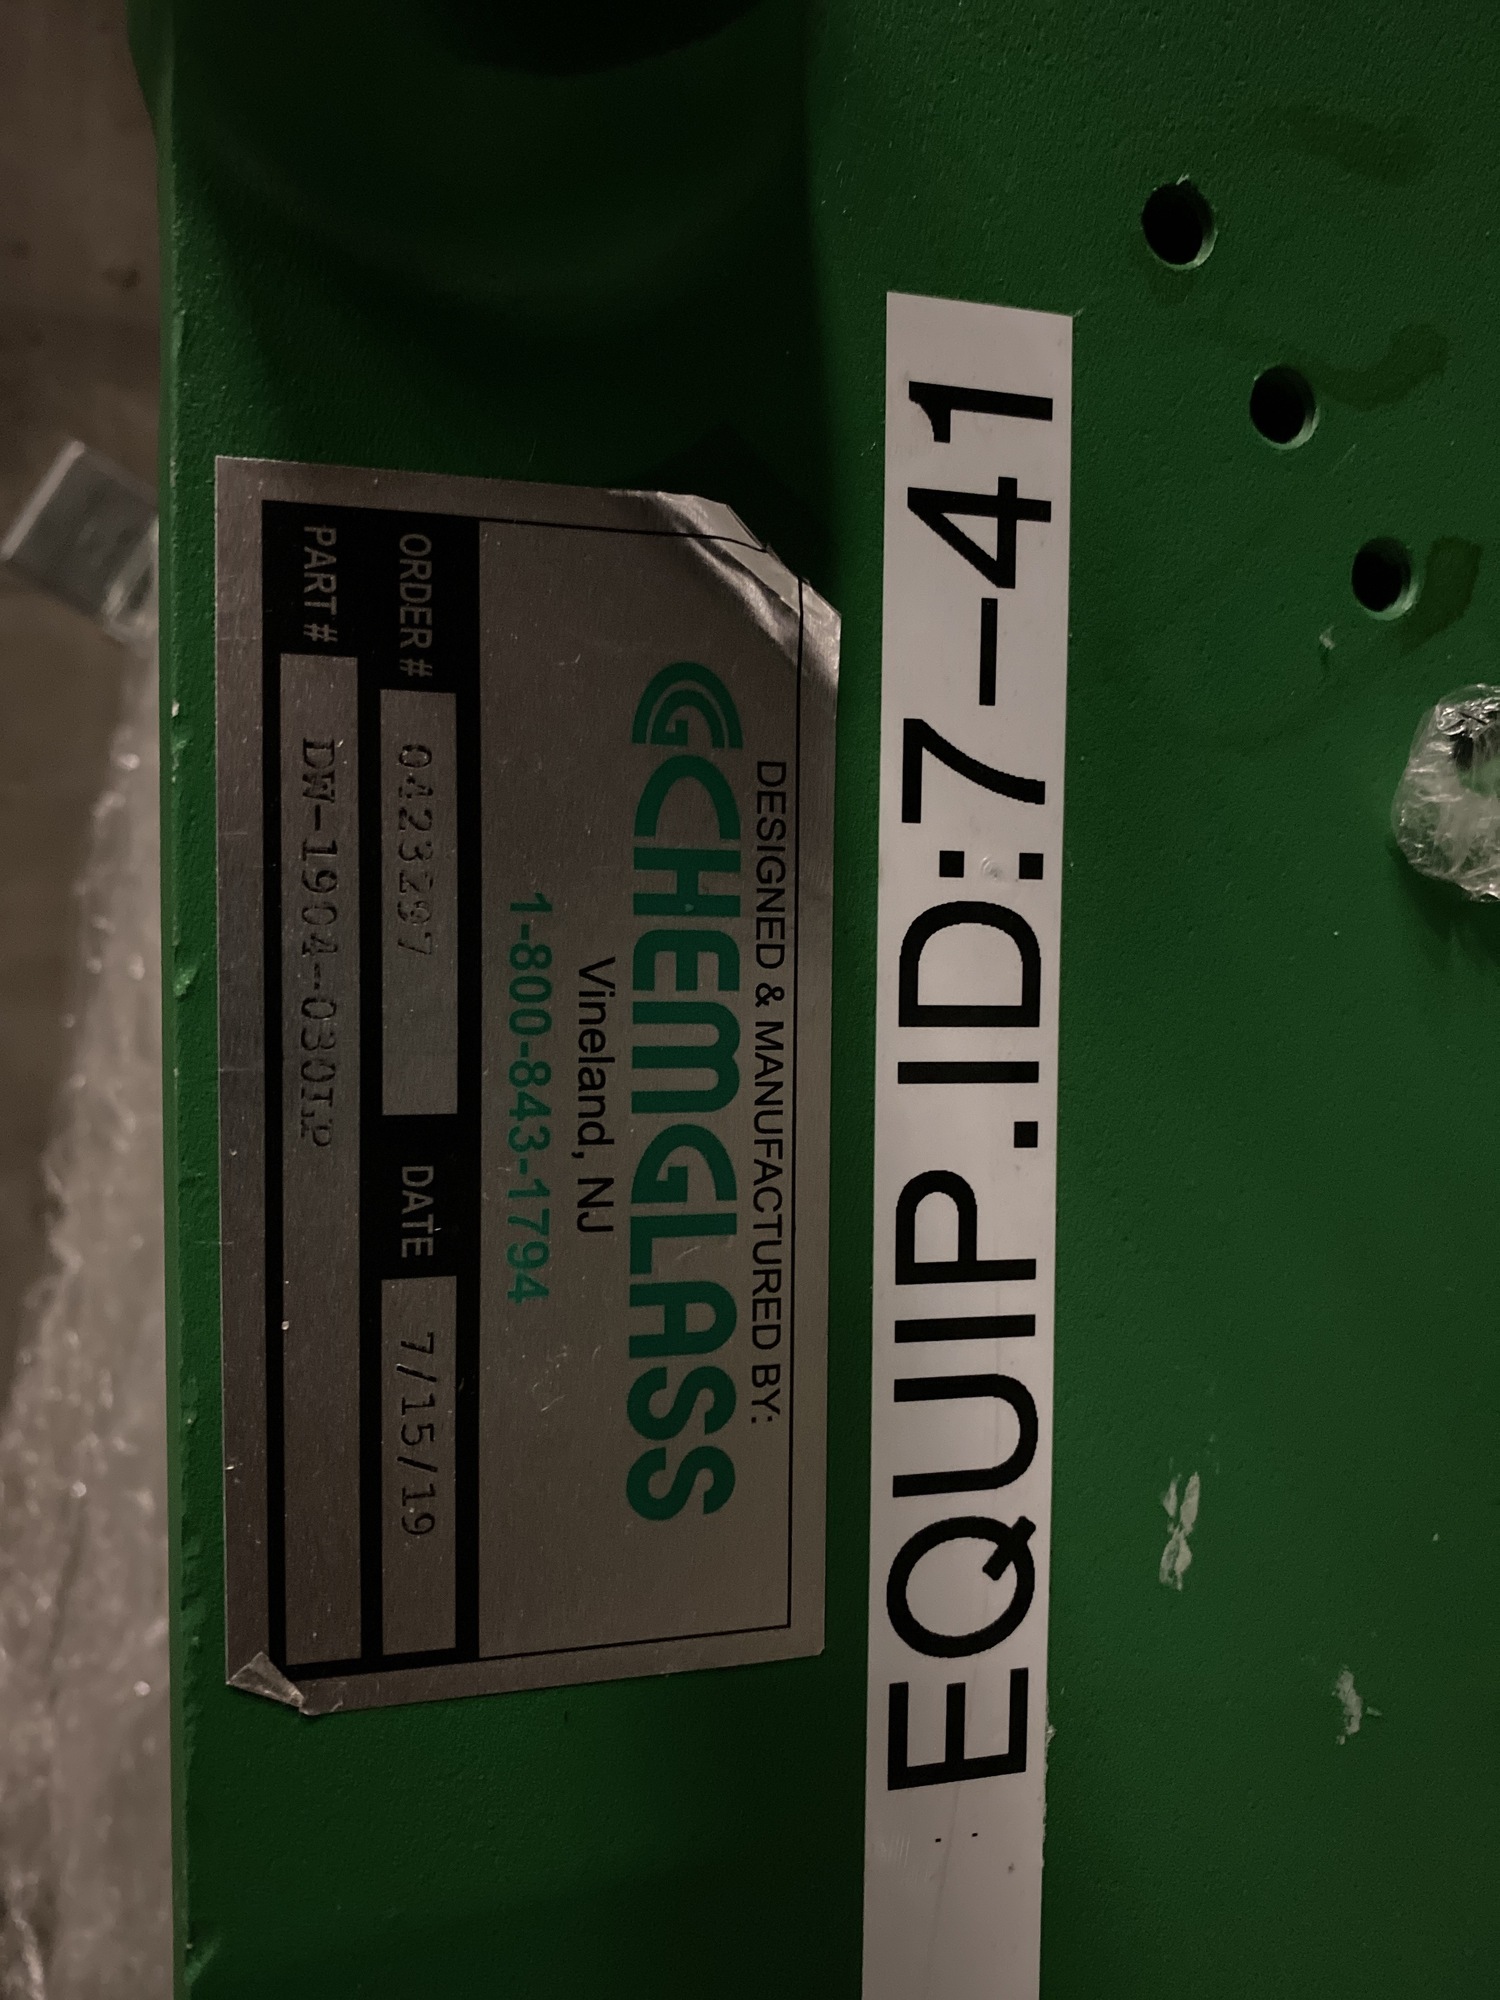 DESIGNED & MANUFACTURED BY:
CHEMGLASS
Vineland, NJ
1-800-843-1794
ORDER # 0423297 DATE 7/15/19
PART # DW-1904-030LP
EQUIP.ID:7-41